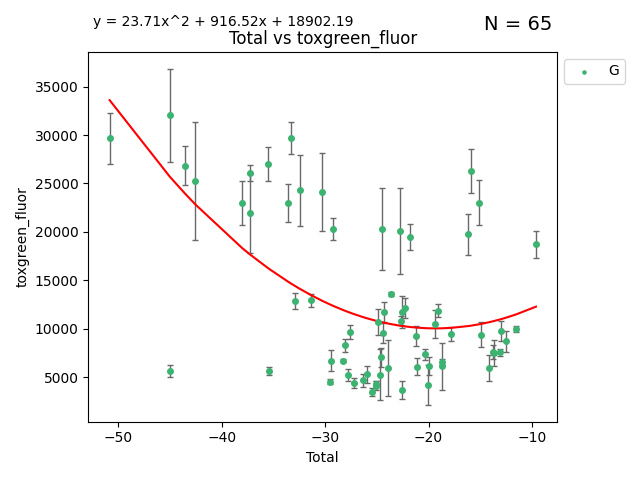 y = 23.71x^2 + 916.52x + 18902.19
N = 65
Total vs toxgreen_fluor
G
toxgreen_fluor
35000
30000
25000
20000
15000
10000
5000
−50 −40 −30 −20 −10
Total